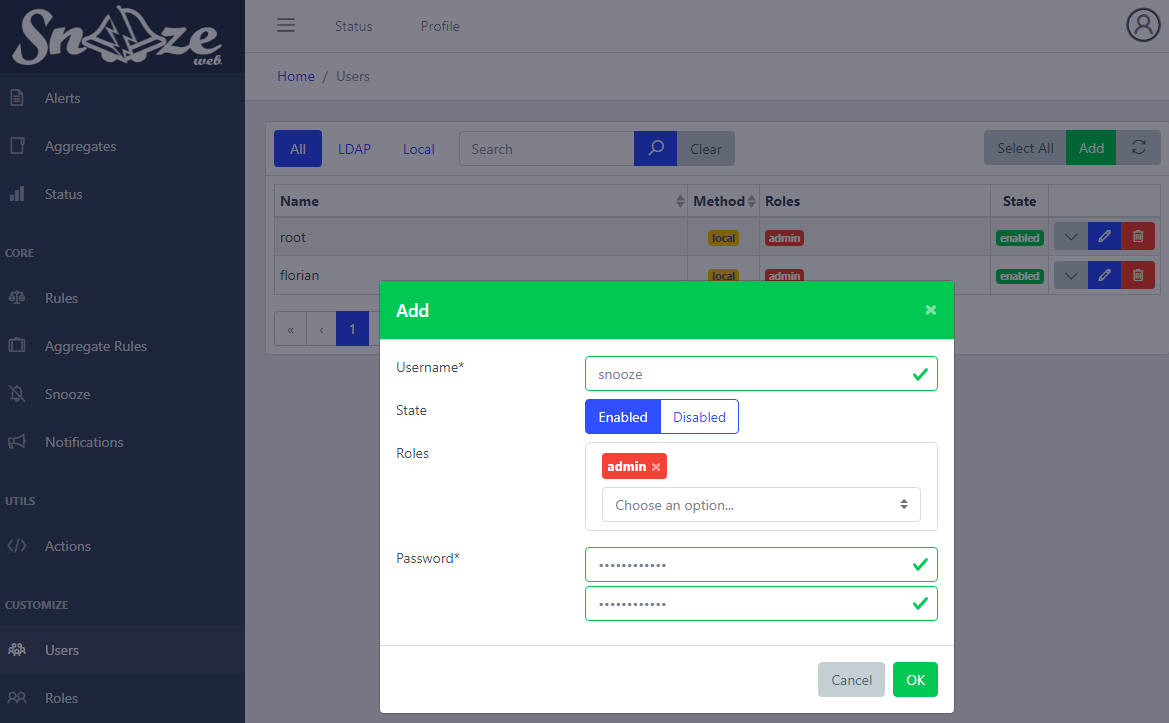 Snooze
web
Status
Profile
Home / Users
Alerts
Aggregates
Status
CORE
Rules
Aggregate Rules
Snooze
Notifications
UTILS
Actions
CUSTOMIZE
Users
Roles
All
LDAP
Local
Search
Clear
Select All
Add
Name
Method
Roles
State
root
local
admin
enabled
florian
local
admin
enabled
«
‹
1
Add
×
Username*
snooze
State
Enabled
Disabled
Roles
admin ×
Choose an option...
Password*
••••••••••••
••••••••••••
Cancel
OK